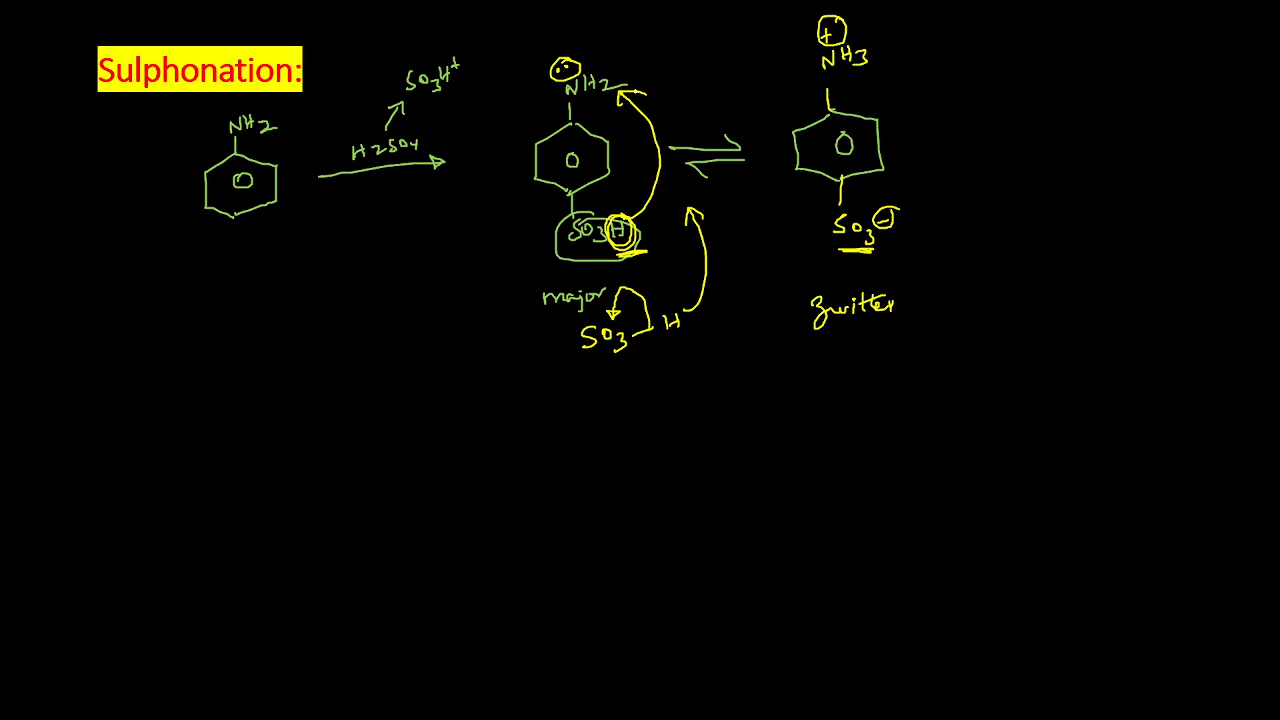 Sulphonation:
NH2
H2SO4
SO3H+
NH2
SO3H
major
SO3 H
+
NH3
SO3 -
zwitter